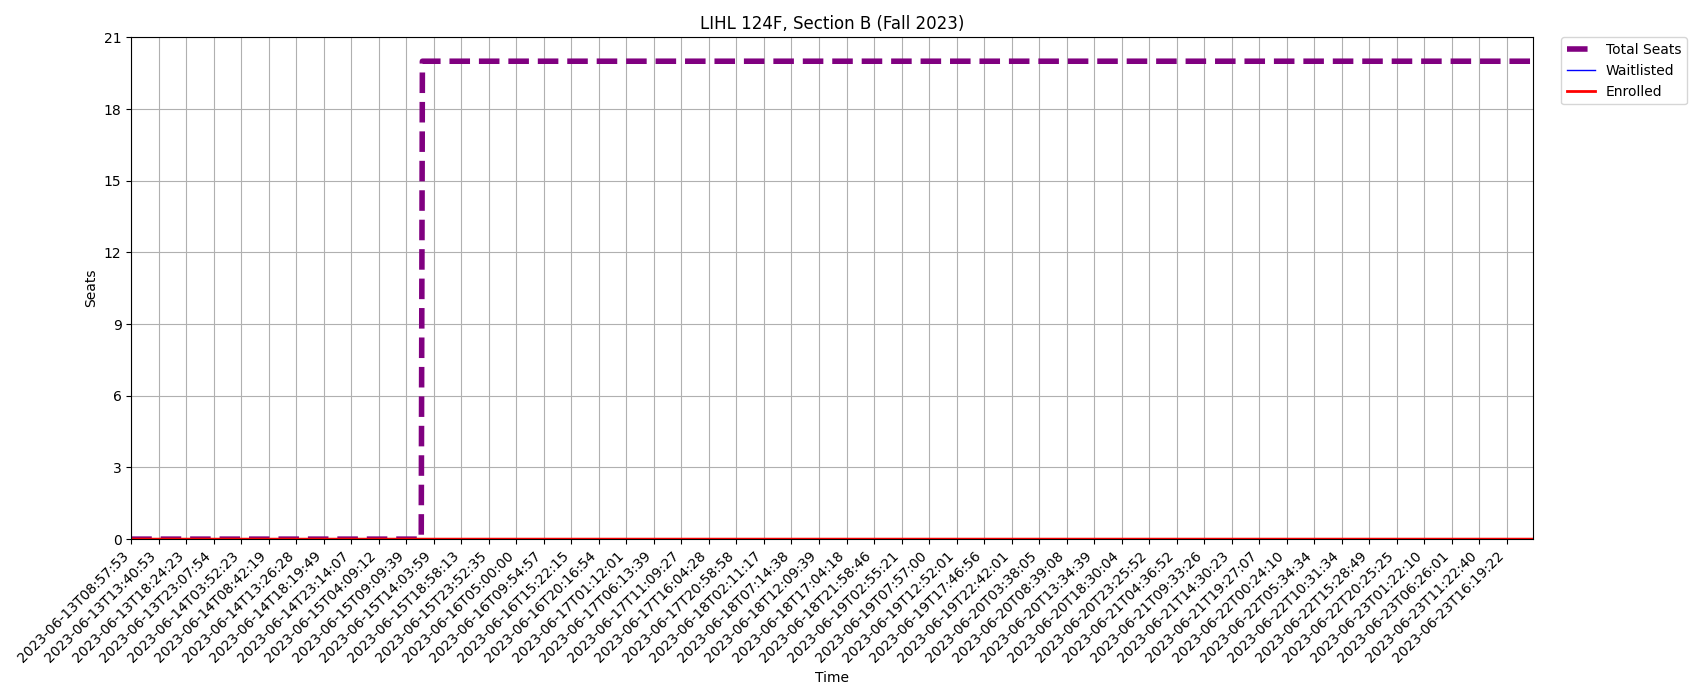 LIHL 124F, Section B (Fall 2023)
21
18
15
12
9
6
3
0
Seats
Total Seats
Waitlisted
Enrolled
2023-06-13T08:57:53
2023-06-13T13:40:53
2023-06-13T18:24:23
2023-06-13T23:07:54
2023-06-14T03:52:23
2023-06-14T08:42:19
2023-06-14T13:26:28
2023-06-14T18:19:49
2023-06-14T23:14:07
2023-06-15T04:09:12
2023-06-15T09:09:39
2023-06-15T14:03:59
2023-06-15T18:58:13
2023-06-15T23:52:35
2023-06-16T05:00:00
2023-06-16T09:54:57
2023-06-16T15:22:15
2023-06-16T20:16:54
2023-06-17T01:12:01
2023-06-17T06:13:39
2023-06-17T11:09:27
2023-06-17T16:04:28
2023-06-17T20:58:58
2023-06-18T02:11:17
2023-06-18T07:14:38
2023-06-18T12:09:39
2023-06-18T17:04:18
2023-06-18T21:58:46
2023-06-19T02:55:21
2023-06-19T07:57:00
2023-06-19T12:52:01
2023-06-19T17:46:56
2023-06-19T22:42:01
2023-06-20T03:38:05
2023-06-20T08:39:08
2023-06-20T13:34:39
2023-06-20T18:30:04
2023-06-20T23:25:52
2023-06-21T04:36:52
2023-06-21T09:33:26
2023-06-21T14:30:23
2023-06-21T19:27:07
2023-06-22T00:24:10
2023-06-22T05:34:34
2023-06-22T10:31:34
2023-06-22T15:28:49
2023-06-22T20:25:25
2023-06-23T01:22:10
2023-06-23T06:26:01
2023-06-23T11:22:40
2023-06-23T16:19:22
Time